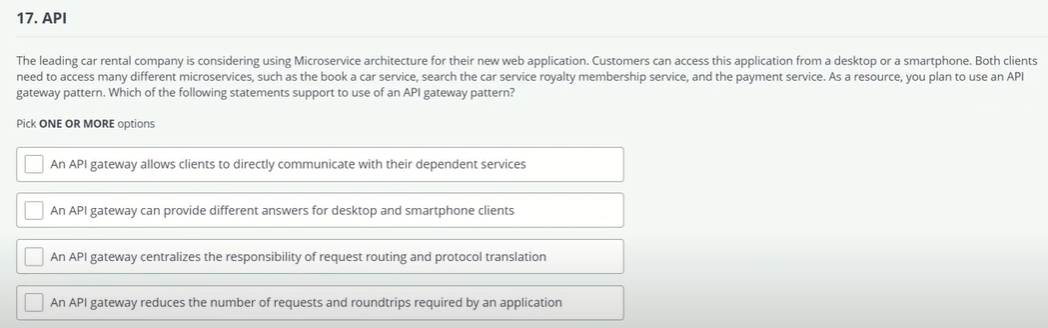 17. API
The leading car rental company is considering using Microservice architecture for their new web application. Customers can access this application from a desktop or a smartphone. Both clients
need to access many different microservices, such as the book a car service, search the car service royalty membership service, and the payment service. As a resource, you plan to use an API
gateway pattern. Which of the following statements support to use of an API gateway pattern?
Pick ONE OR MORE options
An API gateway allows clients to directly communicate with their dependent services
An API gateway can provide different answers for desktop and smartphone clients
An API gateway centralizes the responsibility of request routing and protocol translation
An API gateway reduces the number of requests and roundtrips required by an application